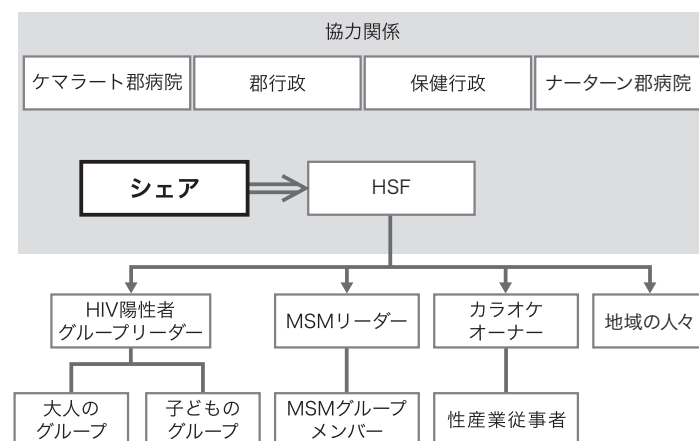 協力関係
ケマラート郡病院
郡行政
保健行政
ナーターン郡病院
シェア
HSF
HIV陽性者
グループリーダー
MSMリーダー
カラオケ
オーナー
地域の人々
大人の
グループ
子どもの
グループ
MSMグループ
メンバー
性産業従事者